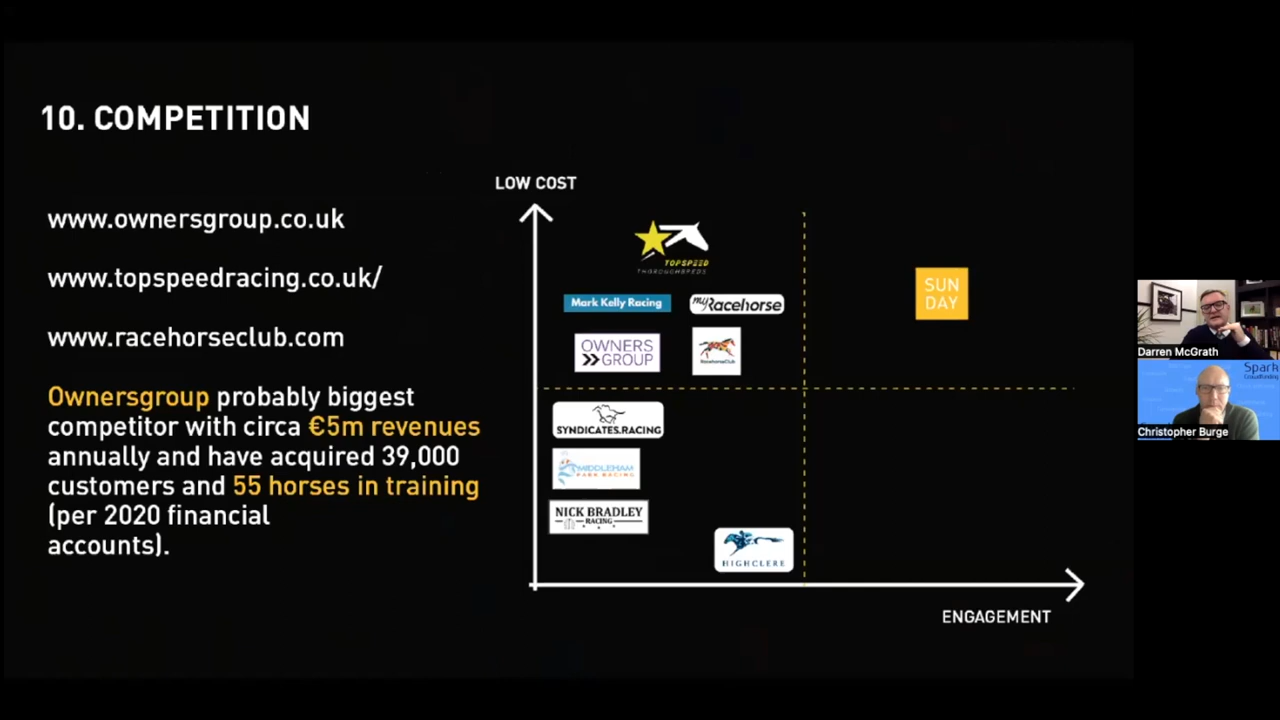 10. COMPETITION
www.ownersgroup.co.uk
www.topspeedracing.co.uk/
www.racehorseclub.com
Ownersgroup probably biggest
competitor with circa €5m revenues
annually and have acquired 39,000
customers and 55 horses in training
(per 2020 financial
accounts).
LOW COST
TOPSPEED
THOROUGHBREDS
Mark Kelly Racing
my Racehorse
OWNERS
GROUP
RacehorseClub
SUN
DAY
SYNDICATES.RACING
MIDDLEHAM
PARK RACING
NICK BRADLEY
RACING
HIGHCLERE
ENGAGEMENT
Darren McGrath
Spark
Crowdfunding
Christopher Burge